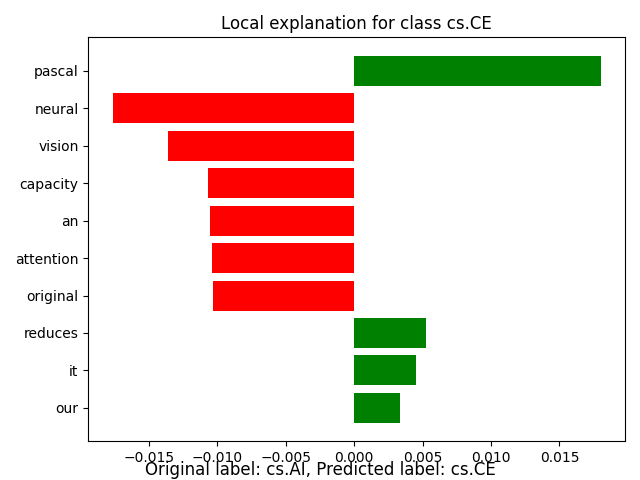 Local explanation for class cs.CE
pascal
neural
vision
capacity
an
attention
original
reduces
it
our
−0.015 −0.010 −0.005 0.000 0.005 0.010 0.015
Original label: cs.AI, Predicted label: cs.CE